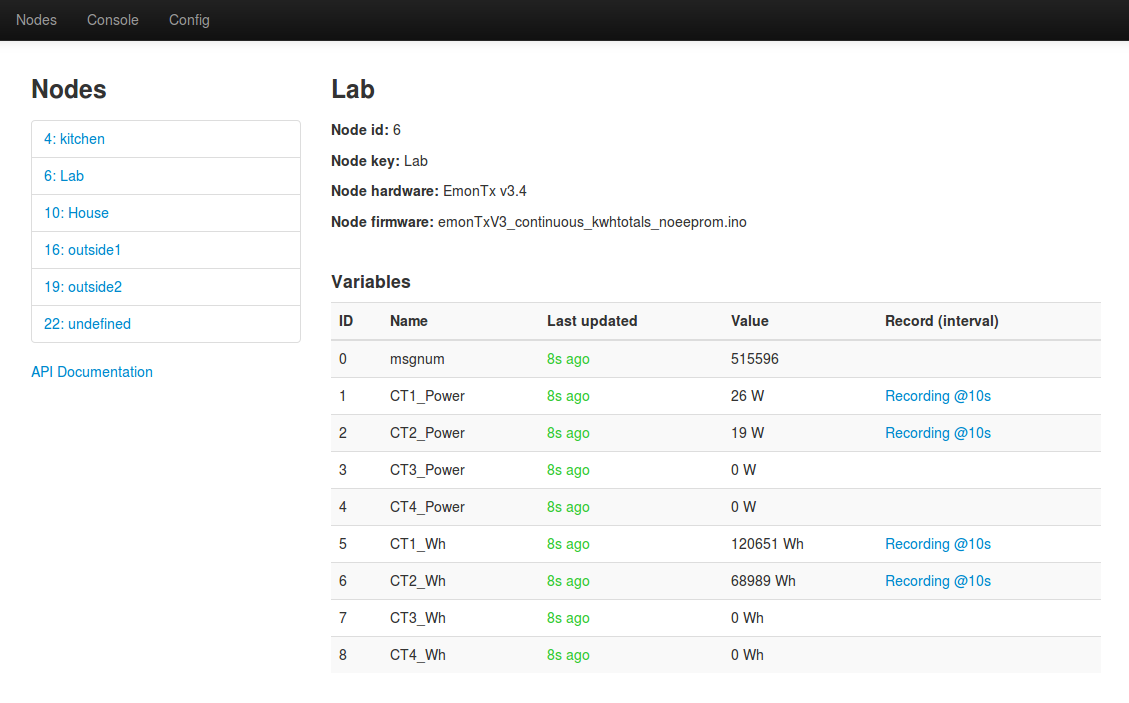 Nodes Console Config
Nodes
4: kitchen
6: Lab
10: House
16: outside1
19: outside2
22: undefined
API Documentation
Lab
Node id: 6
Node key: Lab
Node hardware: EmonTx v3.4
Node firmware: emonTxV3_continuous_kwhtotals_noeeprom.ino
Variables
ID Name Last updated Value Record (interval)
0 msgnum 8s ago 515596
1 CT1_Power 8s ago 26 W Recording @10s
2 CT2_Power 8s ago 19 W Recording @10s
3 CT3_Power 8s ago 0 W
4 CT4_Power 8s ago 0 W
5 CT1_Wh 8s ago 120651 Wh Recording @10s
6 CT2_Wh 8s ago 68989 Wh Recording @10s
7 CT3_Wh 8s ago 0 Wh
8 CT4_Wh 8s ago 0 Wh